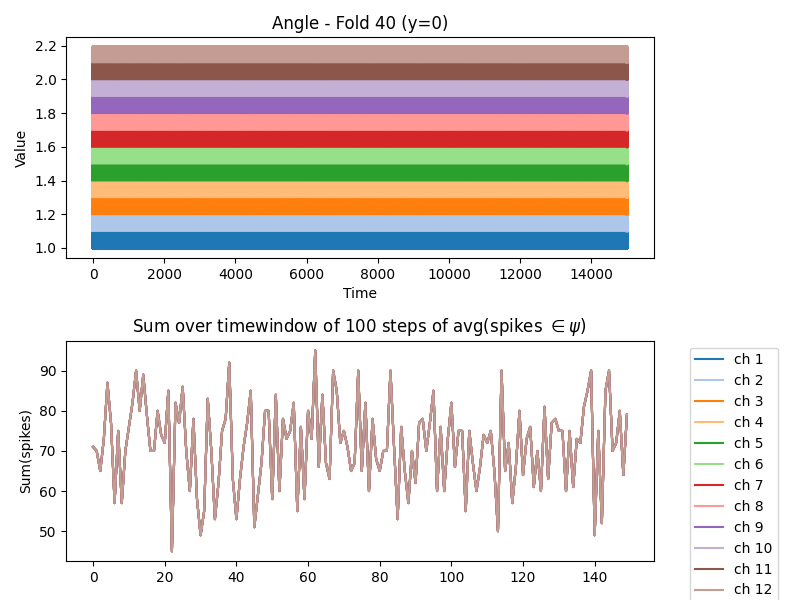 Angle - Fold 40 (y=0)
2.2
2.0
1.8
1.6
1.4
1.2
1.0
Value
0 2000 4000 6000 8000 10000 12000 14000
Time
Sum over timewindow of 100 steps of avg(spikes ∈ ψ)
90
80
70
60
50
Sum(spikes)
0 20 40 60 80 100 120 140
ch 1
ch 2
ch 3
ch 4
ch 5
ch 6
ch 7
ch 8
ch 9
ch 10
ch 11
ch 12